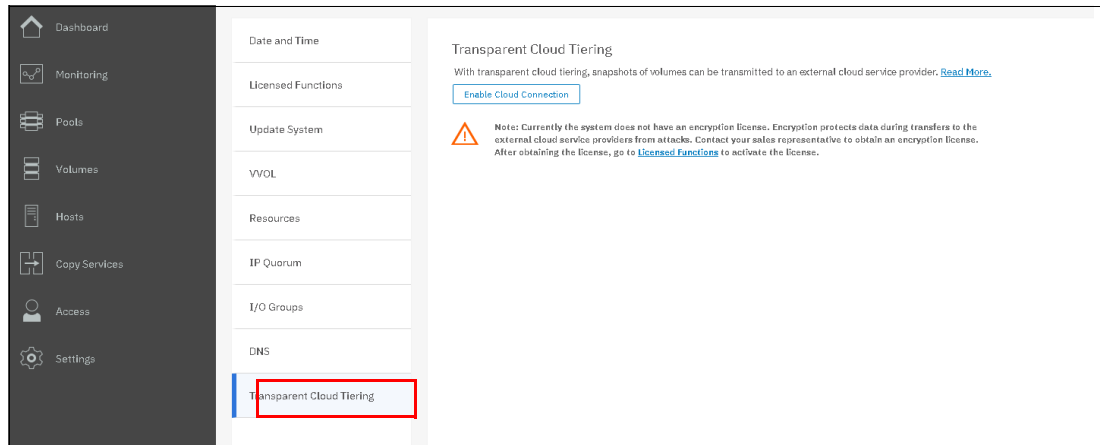 Dashboard
Monitoring
Pools
Volumes
Hosts
Copy Services
Access
Settings
Date and Time
Licensed Functions
Update System
VVOL
Resources
IP Quorum
I/O Groups
DNS
Transparent Cloud Tiering
Transparent Cloud Tiering
With transparent cloud tiering, snapshots of volumes can be transmitted to an external cloud service provider. Read More.
Enable Cloud Connection
Note: Currently the system does not have an encryption license. Encryption protects data during transfers to the
external cloud service providers from attacks. Contact your sales representative to obtain an encryption license.
After obtaining the license, go to Licensed Functions to activate the license.